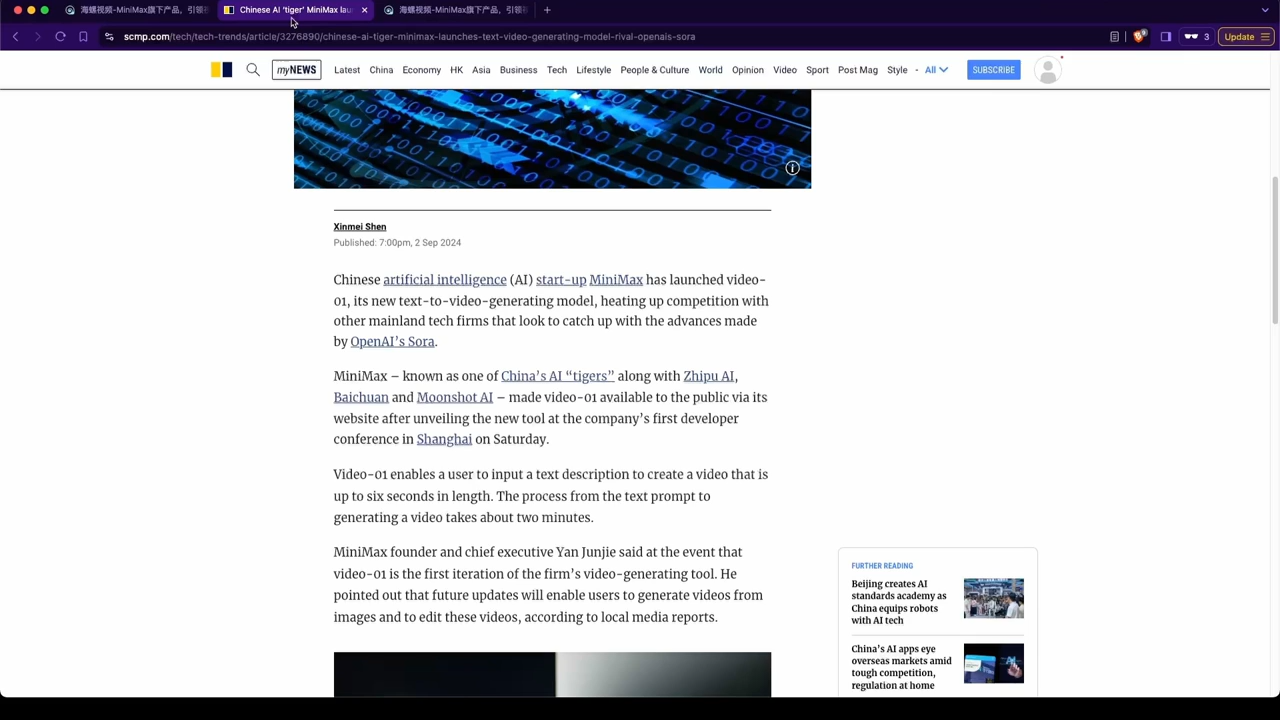 海螺视频-MiniMax旗下产品，引领
Chinese AI 'tiger' MiniMax lau
海螺视频-MiniMax旗下产品，引领
scmp.com/tech/tech-trends/article/3276890/chinese-ai-tiger-minimax-launches-text-video-generating-model-rival-openais-sora
3
Update
myNEWS
Latest
China
Economy
HK
Asia
Business
Tech
Lifestyle
People & Culture
World
Opinion
Video
Sport
Post Mag
Style
All
SUBSCRIBE
Xinmei Shen
Published: 7:00pm, 2 Sep 2024
Chinese artificial intelligence (AI) start-up MiniMax has launched video-
01, its new text-to-video-generating model, heating up competition with
other mainland tech firms that look to catch up with the advances made
by OpenAI’s Sora.
MiniMax – known as one of China’s AI “tigers” along with Zhipu AI,
Baichuan and Moonshot AI – made video-01 available to the public via its
website after unveiling the new tool at the company’s first developer
conference in Shanghai on Saturday.
Video-01 enables a user to input a text description to create a video that is
up to six seconds in length. The process from the text prompt to
generating a video takes about two minutes.
MiniMax founder and chief executive Yan Junjie said at the event that
video-01 is the first iteration of the firm’s video-generating tool. He
pointed out that future updates will enable users to generate videos from
images and to edit these videos, according to local media reports.
FURTHER READING
Beijing creates AI
standards academy as
China equips robots
with AI tech
China’s AI apps eye
overseas markets amid
tough competition,
regulation at home